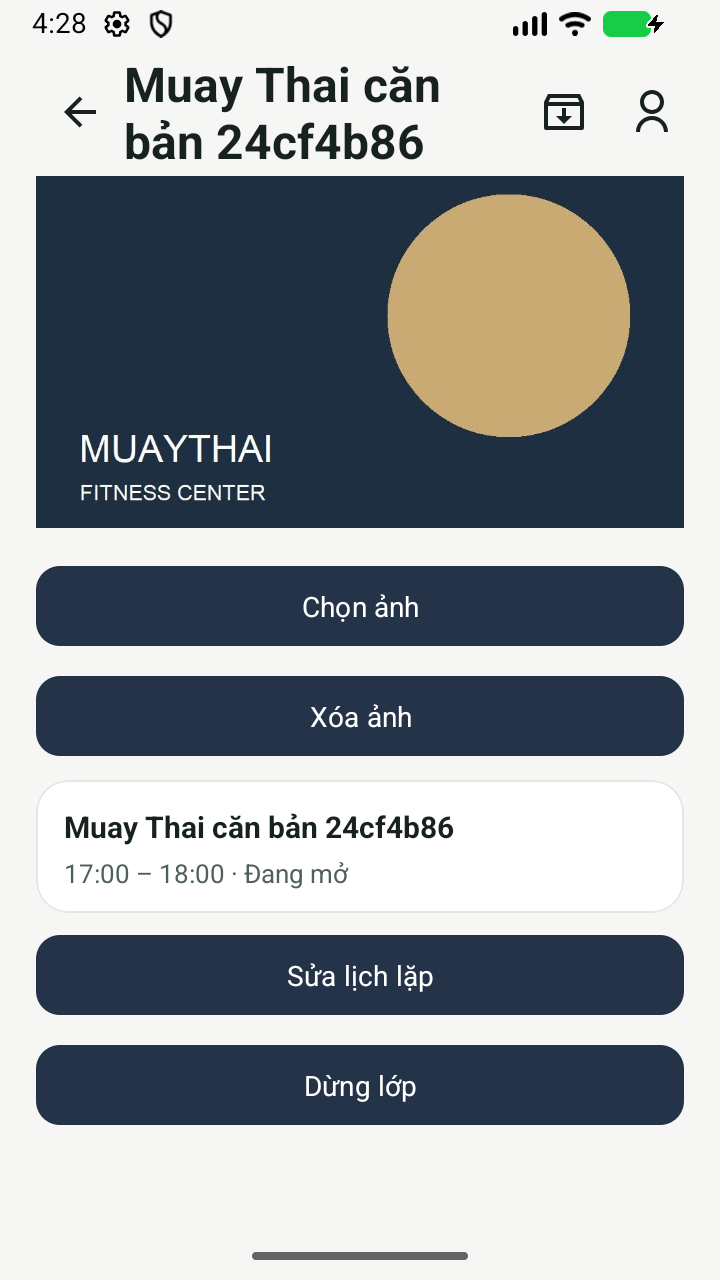 4:28
Muay Thai căn
bản 24cf4b86
MUAYTHAI
FITNESS CENTER
Chọn ảnh
Xóa ảnh
Muay Thai căn bản 24cf4b86
17:00 – 18:00 · Đang mở
Sửa lịch lặp
Dừng lớp